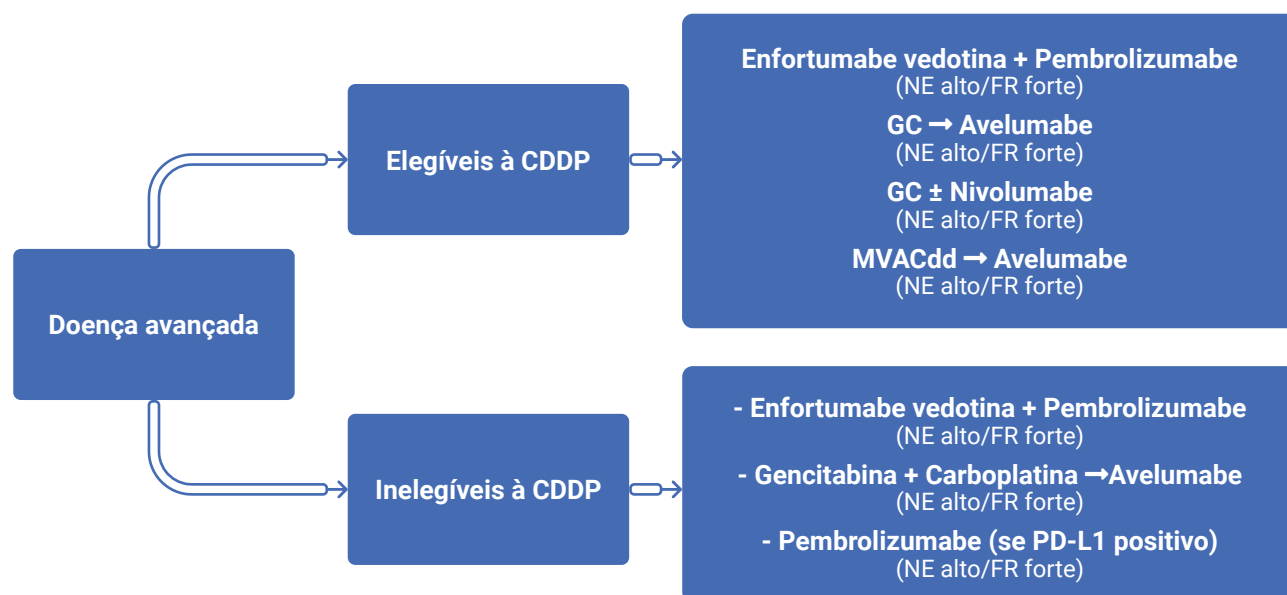 Doença avançada
Elegíveis à CDDP
Enfortumabe vedotina + Pembrolizumabe
(NE alto/FR forte)
GC → Avelumabe
(NE alto/FR forte)
GC ± Nivolumabe
(NE alto/FR forte)
MVACdd → Avelumabe
(NE alto/FR forte)
Inelegíveis à CDDP
- Enfortumabe vedotina + Pembrolizumabe
(NE alto/FR forte)
- Gencitabina + Carboplatina →Avelumabe
(NE alto/FR forte)
- Pembrolizumabe (se PD-L1 positivo)
(NE alto/FR forte)